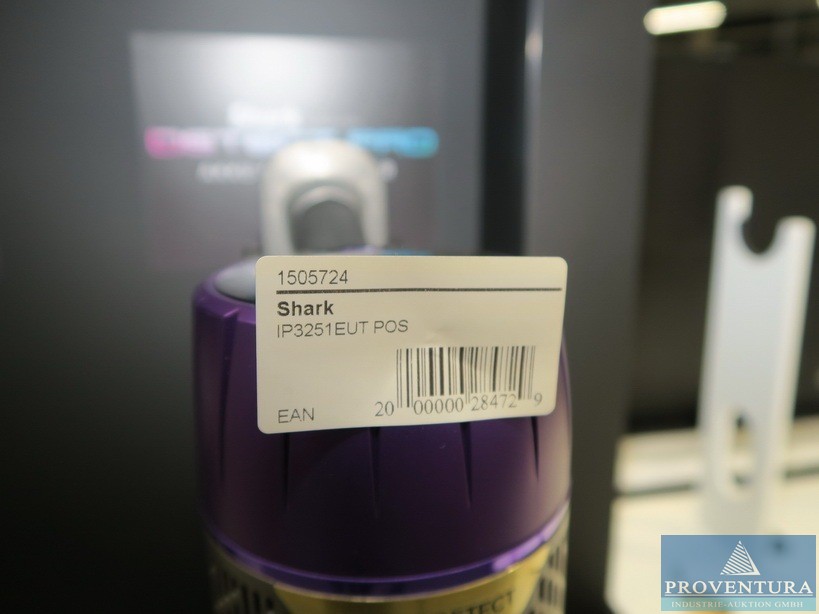 1505724
Shark
IP3251EUT POS
EAN
20 00000 28472 9
PROVENTURA
INDUSTRIE-AUKTION GMBH